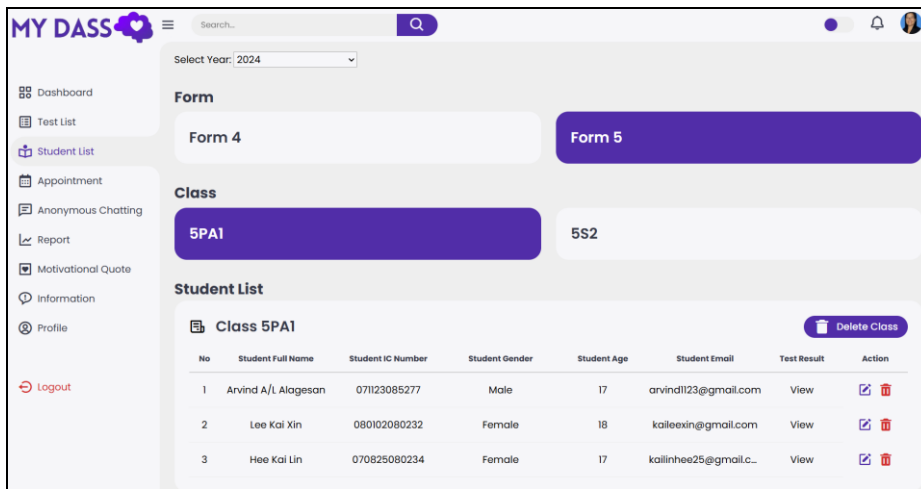 MY DASS
Search...
Select Year: 2024
Dashboard
Test List
Student List
Appointment
Anonymous Chatting
Report
Motivational Quote
Information
Profile
Logout
Form
Form 4
Form 5
Class
5PA1
5S2
Student List
Class 5PA1
Delete Class
No Student Full Name Student IC Number Student Gender Student Age Student Email Test Result Action
1 Arvind A/L Alagesan 071123085277 Male 17 arvind1123@gmail.com View
2 Lee Kai Xin 080102080232 Female 18 kaileexin@gmail.com View
3 Hee Kai Lin 070825080234 Female 17 kailinhee25@gmail.c... View